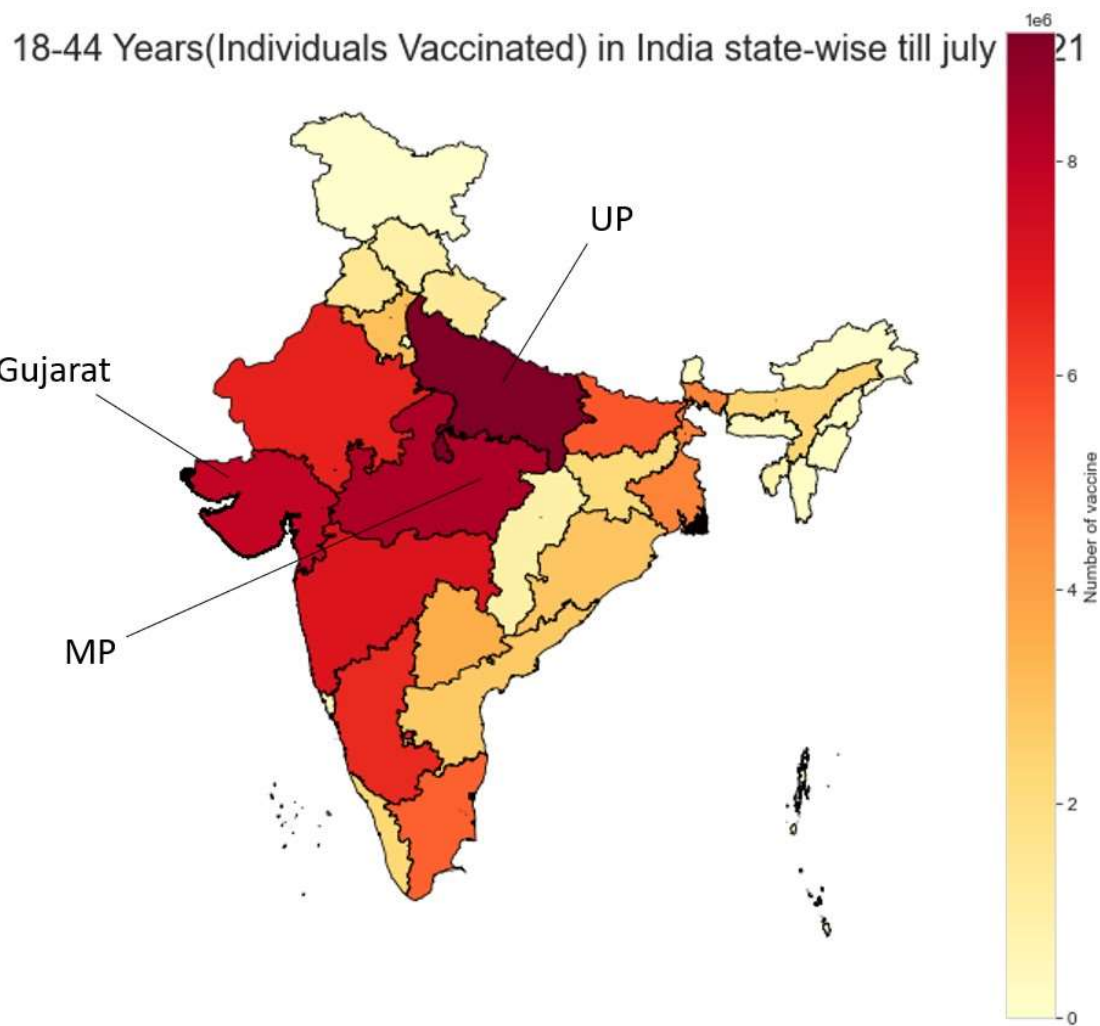 1e6
18-44 Years(Individuals Vaccinated) in India state-wise till july 21
UP
8
Gujarat
6
Number of vaccine
4
MP
2
0